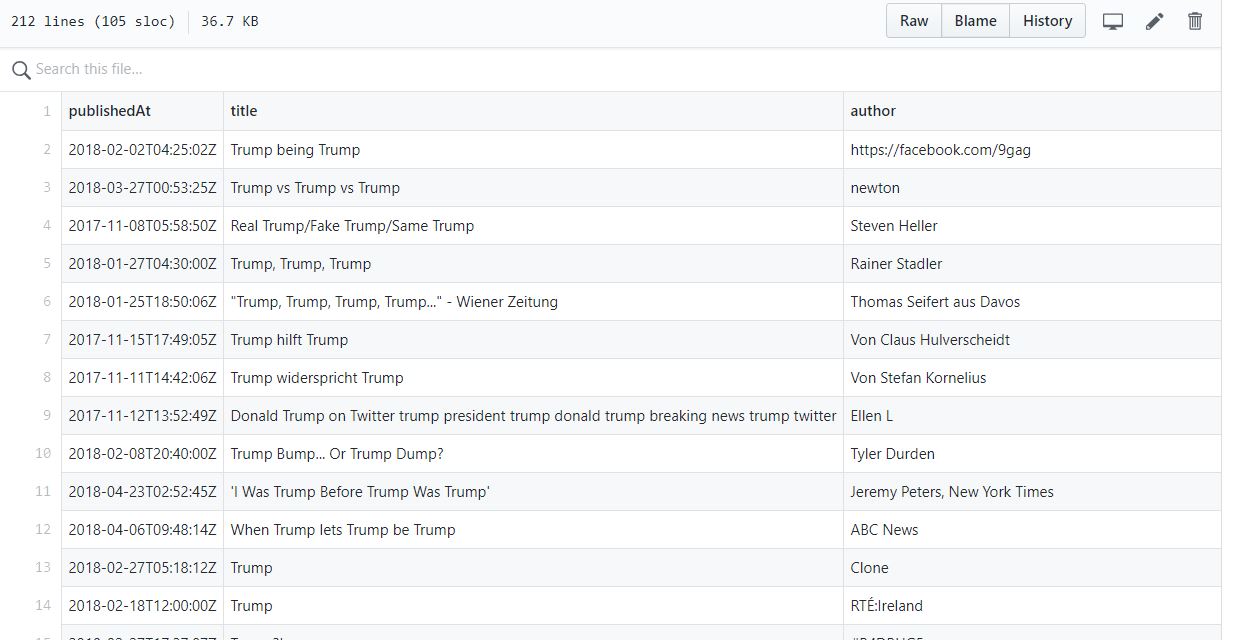 212 lines (105 sloc) 36.7 KB Raw Blame History
Search this file...
1 publishedAt title author
2 2018-02-02T04:25:02Z Trump being Trump https://facebook.com/9gag
3 2018-03-27T00:53:25Z Trump vs Trump vs Trump newton
4 2017-11-08T05:58:50Z Real Trump/Fake Trump/Same Trump Steven Heller
5 2018-01-27T04:30:00Z Trump, Trump, Trump Rainer Stadler
6 2018-01-25T18:50:06Z "Trump, Trump, Trump, Trump..." - Wiener Zeitung Thomas Seifert aus Davos
7 2017-11-15T17:49:05Z Trump hilft Trump Von Claus Hulverscheidt
8 2017-11-11T14:42:06Z Trump widerspricht Trump Von Stefan Kornelius
9 2017-11-12T13:52:49Z Donald Trump on Twitter trump president trump donald trump breaking news trump twitter Ellen L
10 2018-02-08T20:40:00Z Trump Bump... Or Trump Dump? Tyler Durden
11 2018-04-23T02:52:45Z 'I Was Trump Before Trump Was Trump' Jeremy Peters, New York Times
12 2018-04-06T09:48:14Z When Trump lets Trump be Trump ABC News
13 2018-02-27T05:18:12Z Trump Clone
14 2018-02-18T12:00:00Z Trump RTÉ:Ireland